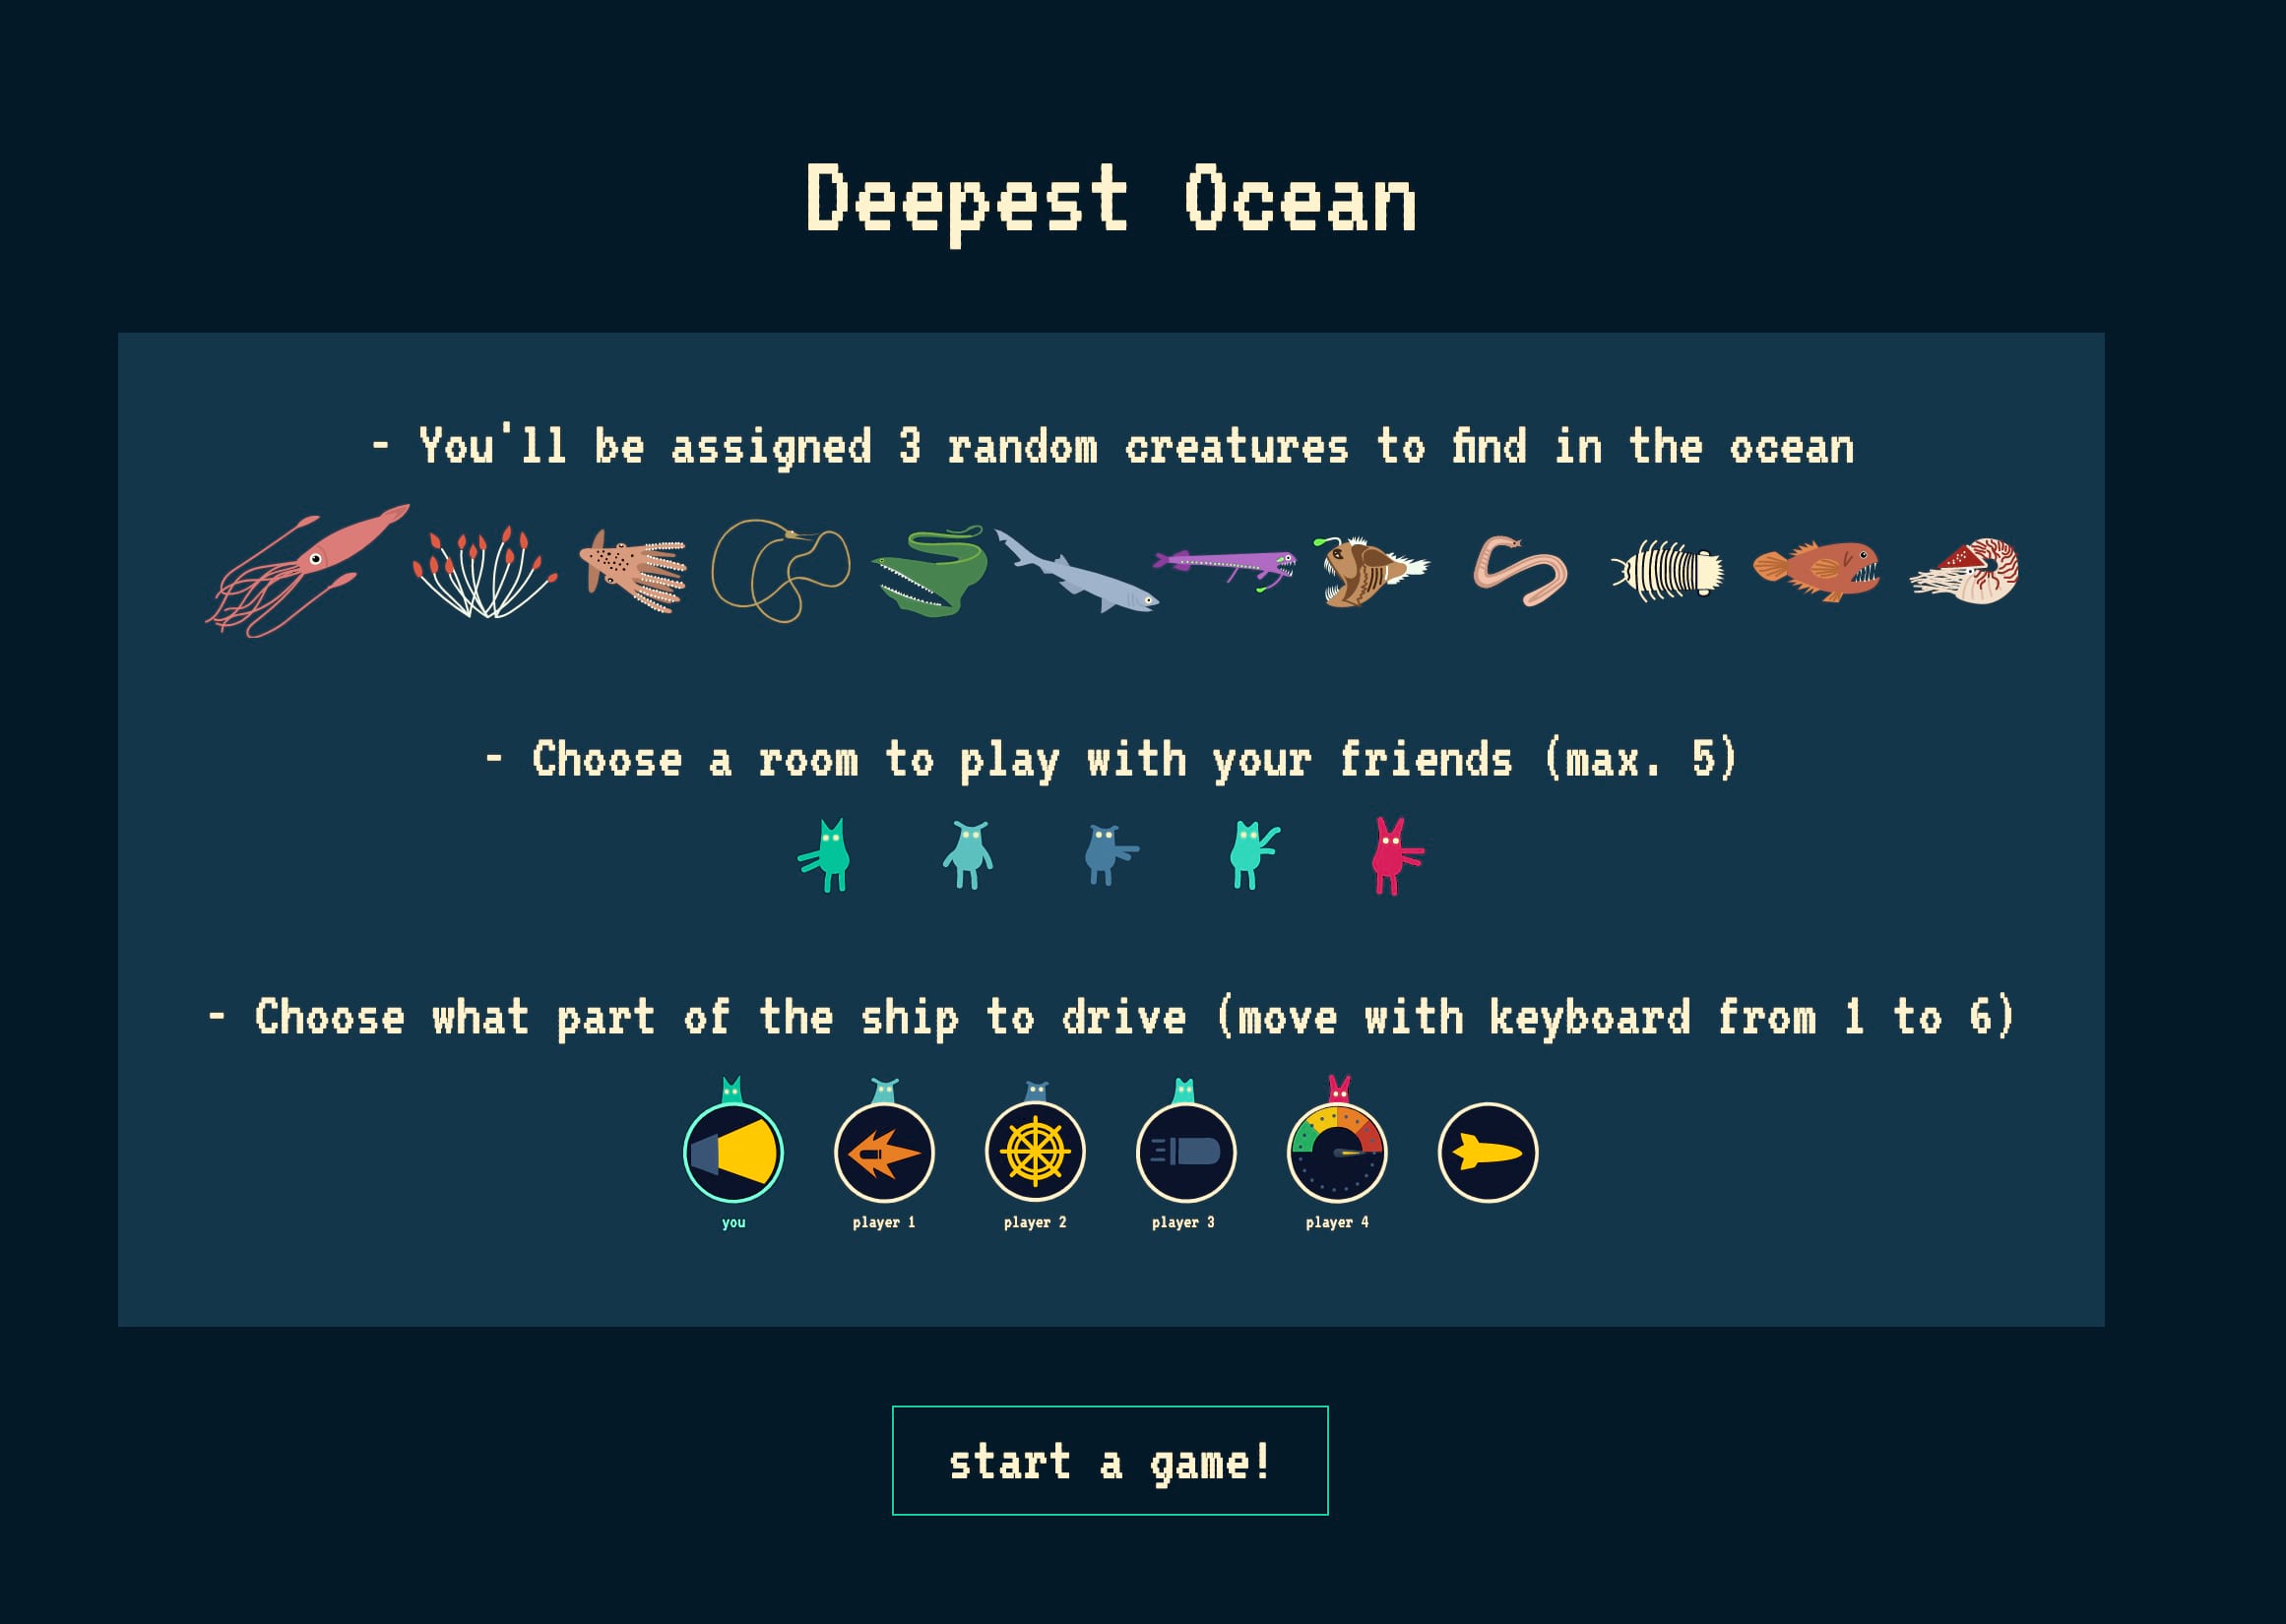 Deepest Ocean
- You'll be assigned 3 random creatures to find in the ocean
- Choose a room to play with your friends (max. 5)
- Choose what part of the ship to drive (move with keyboard from 1 to 6)
you
player 1
player 2
player 3
player 4
start a game!